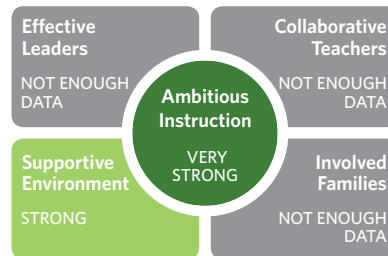 Effective
Leaders
NOT ENOUGH
DATA
Collaborative
Teachers
NOT ENOUGH
DATA
Ambitious
Instruction
VERY
STRONG
Supportive
Environment
STRONG
Involved
Families
NOT ENOUGH
DATA